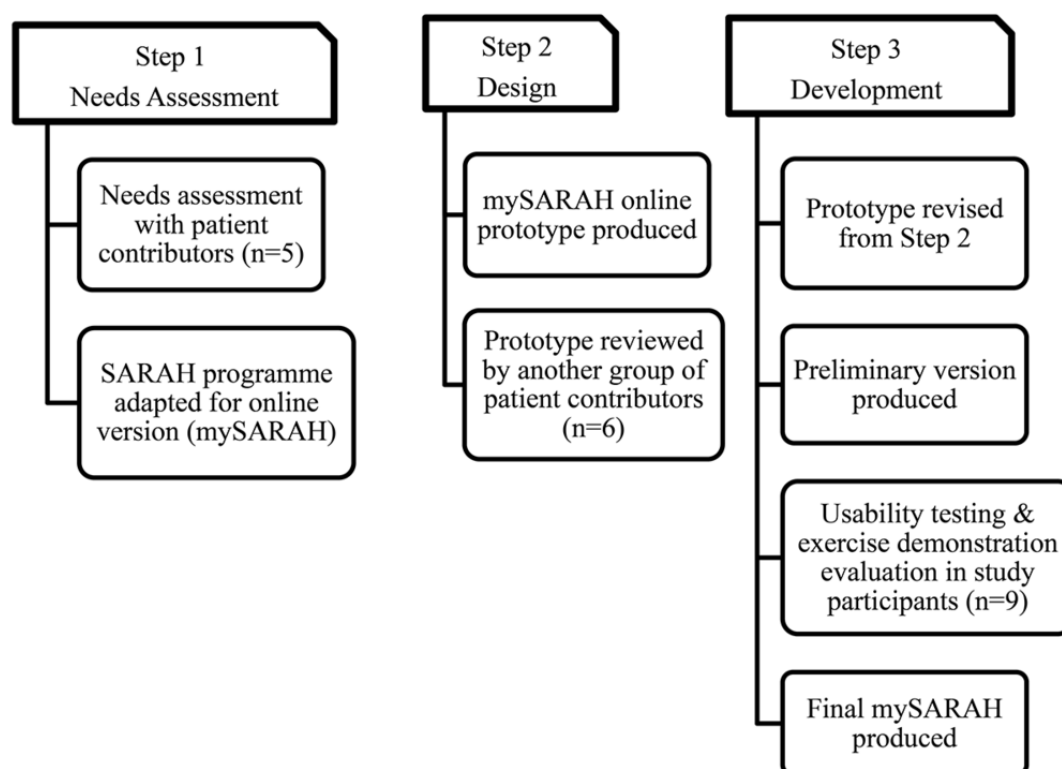 Step 1
Needs Assessment
Needs assessment
with patient
contributors (n=5)
SARAH programme
adapted for online
version (mySARAH)
Step 2
Design
mySARAH online
prototype produced
Prototype reviewed
by another group of
patient contributors
(n=6)
Step 3
Development
Prototype revised
from Step 2
Preliminary version
produced
Usability testing &
exercise demonstration
evaluation in study
participants (n=9)
Final mySARAH
produced